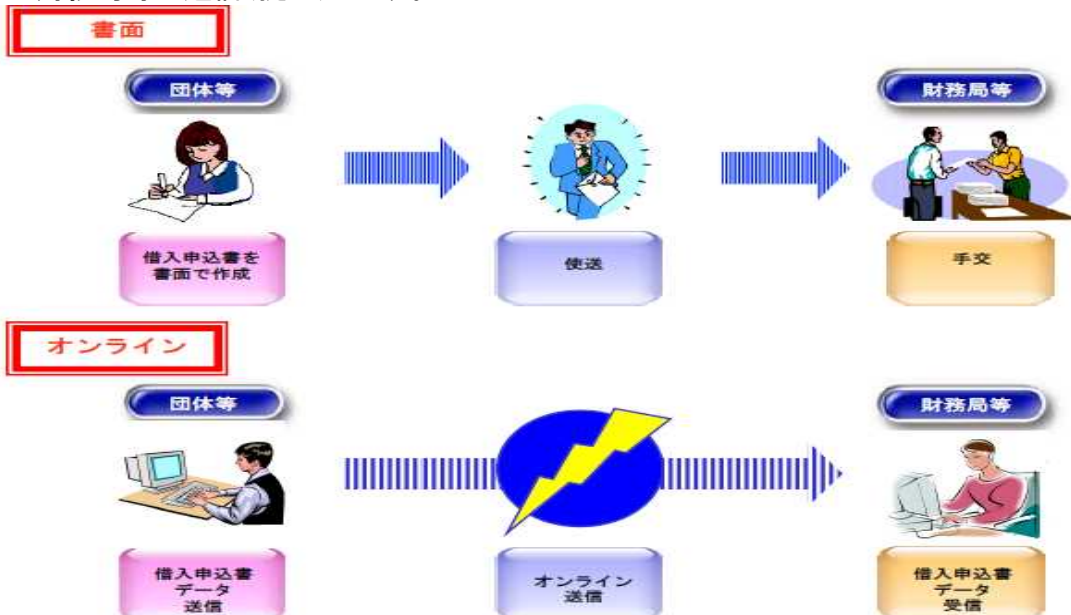 書面
団体等
財務局等
借入申込書を
書面で作成
使送
手交
オンライン
団体等
財務局等
借入申込書
データ
送信
オンライン
送信
借入申込書
データ
受信